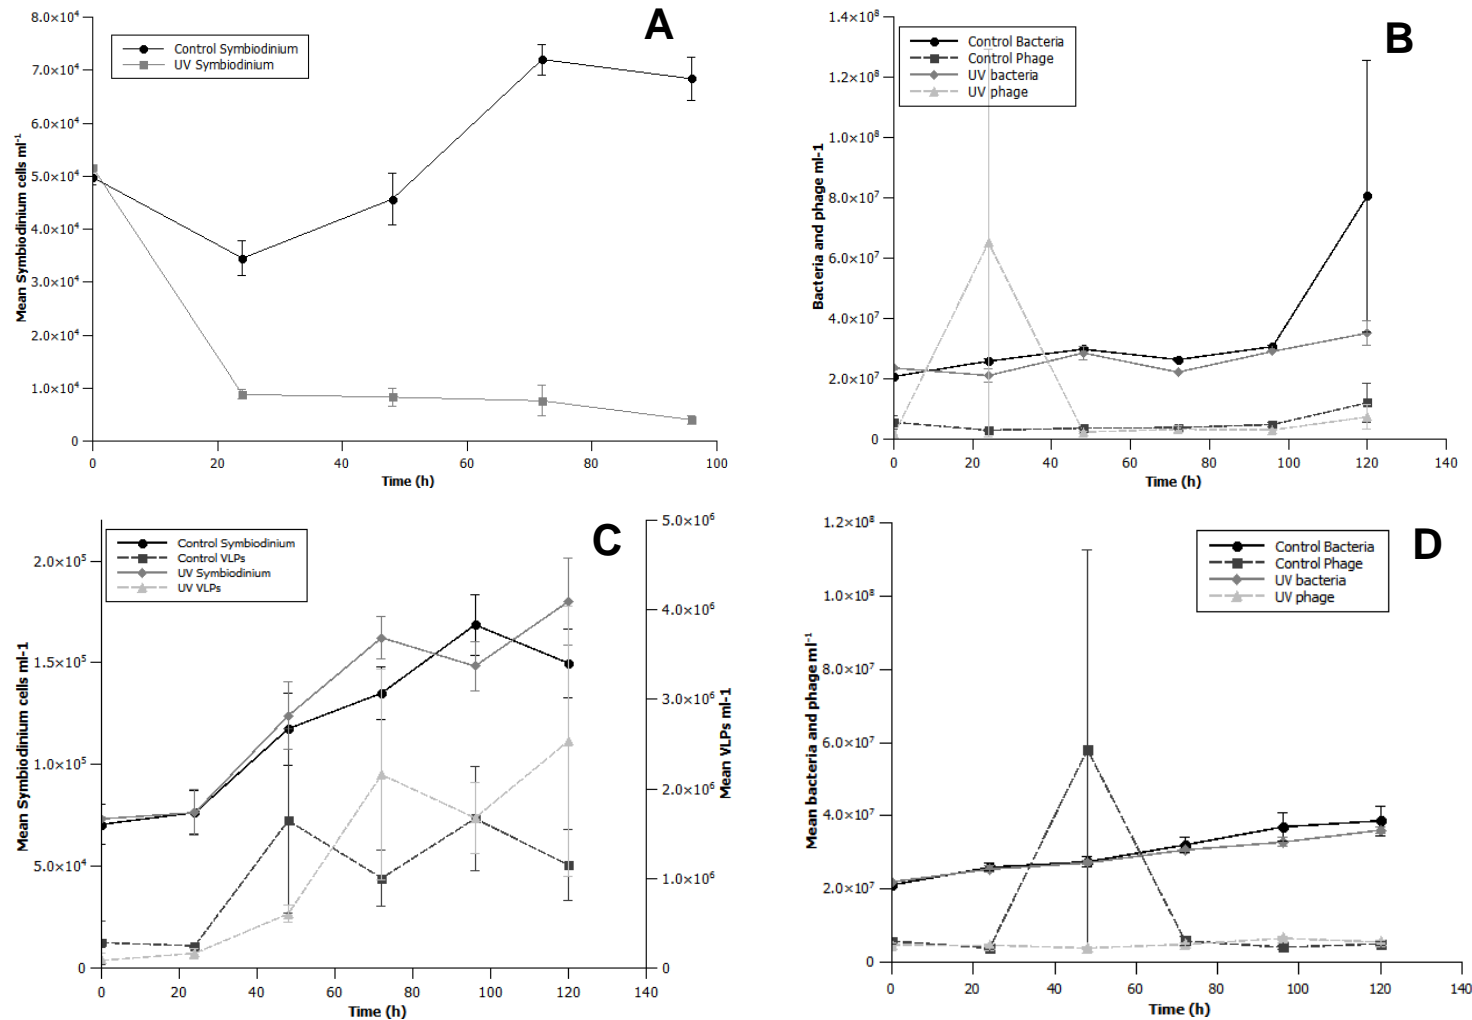 A
Control Symbiodinium
UV Symbiodinium
Mean Symbiodinium cells ml⁻¹
8.0×10⁴
7.0×10⁴
6.0×10⁴
5.0×10⁴
4.0×10⁴
3.0×10⁴
2.0×10⁴
1.0×10⁴
0
0 20 40 60 80 100
Time (h)
B
Control Bacteria
Control Phage
UV bacteria
UV phage
Bacteria and phage ml-1
1.4×10⁸
1.2×10⁸
1.0×10⁸
8.0×10⁷
6.0×10⁷
4.0×10⁷
2.0×10⁷
0
0 20 40 60 80 100 120 140
Time (h)
C
Control Symbiodinium
Control VLPs
UV Symbiodinium
UV VLPs
Mean Symbiodinium cells ml-1
2.0×10⁵
1.5×10⁵
1.0×10⁵
5.0×10⁴
0
5.0×10⁶
4.0×10⁶
3.0×10⁶
2.0×10⁶
1.0×10⁶
0
Mean VLPs ml-1
0 20 40 60 80 100 120 140
Time (h)
D
Control Bacteria
Control Phage
UV bacteria
UV phage
Mean bacteria and phage ml⁻¹
1.2×10⁸
1.0×10⁸
8.0×10⁷
6.0×10⁷
4.0×10⁷
2.0×10⁷
0
0 20 40 60 80 100 120 140
Time (h)